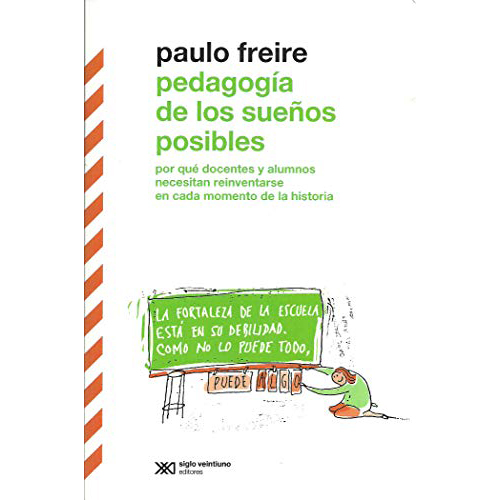 paulo freire
pedagogía
de los sueños
posibles
por qué docentes y alumnos
necesitan reinventarse
en cada momento de la historia
LA FORTALEZA DE LA ESCUELA
ESTÁ EN SU DEBILIDAD.
COMO NO LO PUEDE TODO,
PUEDE ALGO
siglo veintiuno
editores